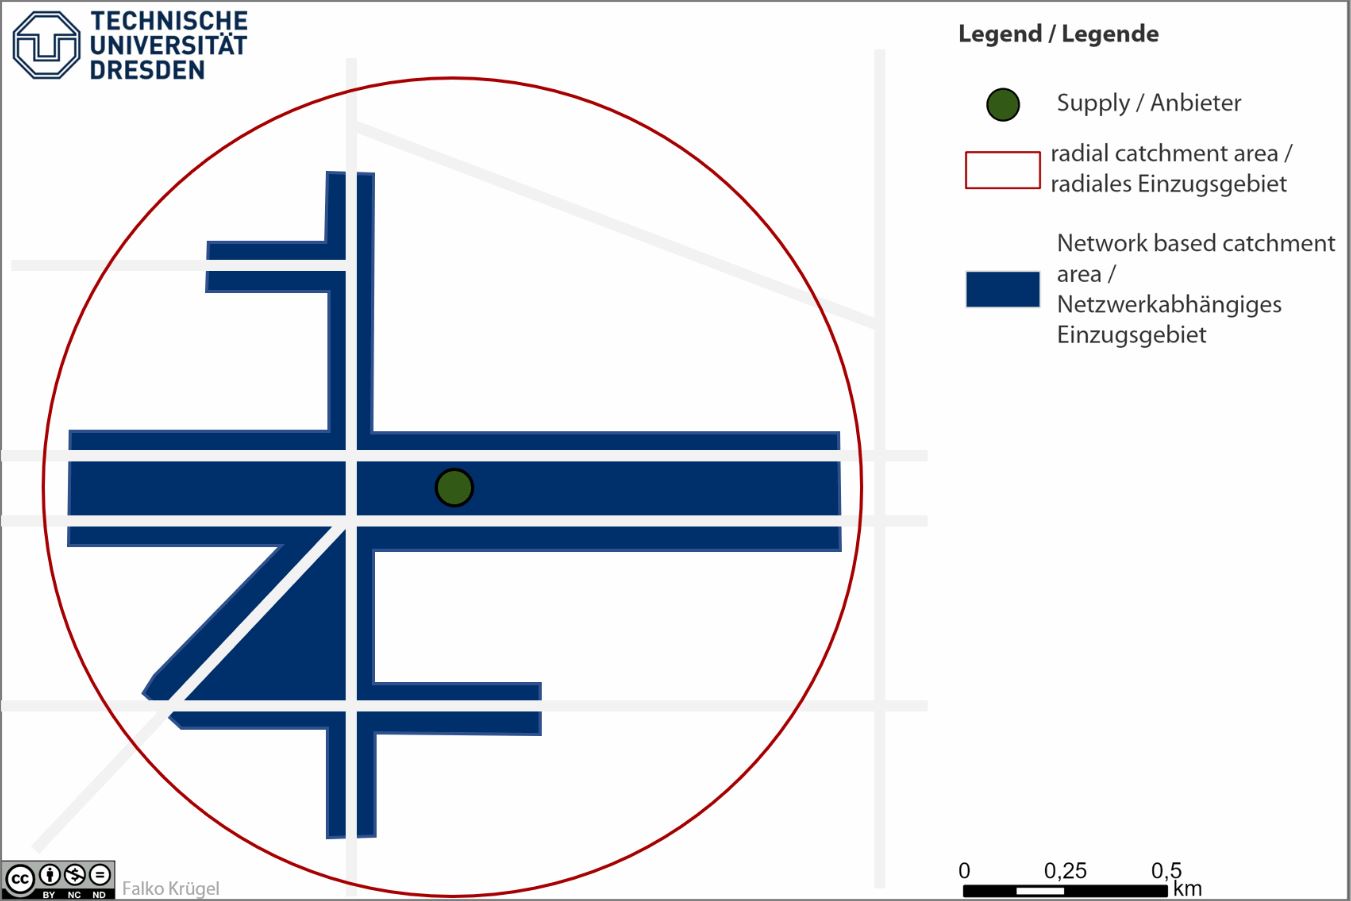 TECHNISCHE
UNIVERSITÄT
DRESDEN
Legend / Legende
Supply / Anbieter
radial catchment area /
radiales Einzugsgebiet
Network based catchment
area /
Netzwerkabhängiges
Einzugsgebiet
0 0,25 0,5
km
cc
BY NC ND
Falko Krügel